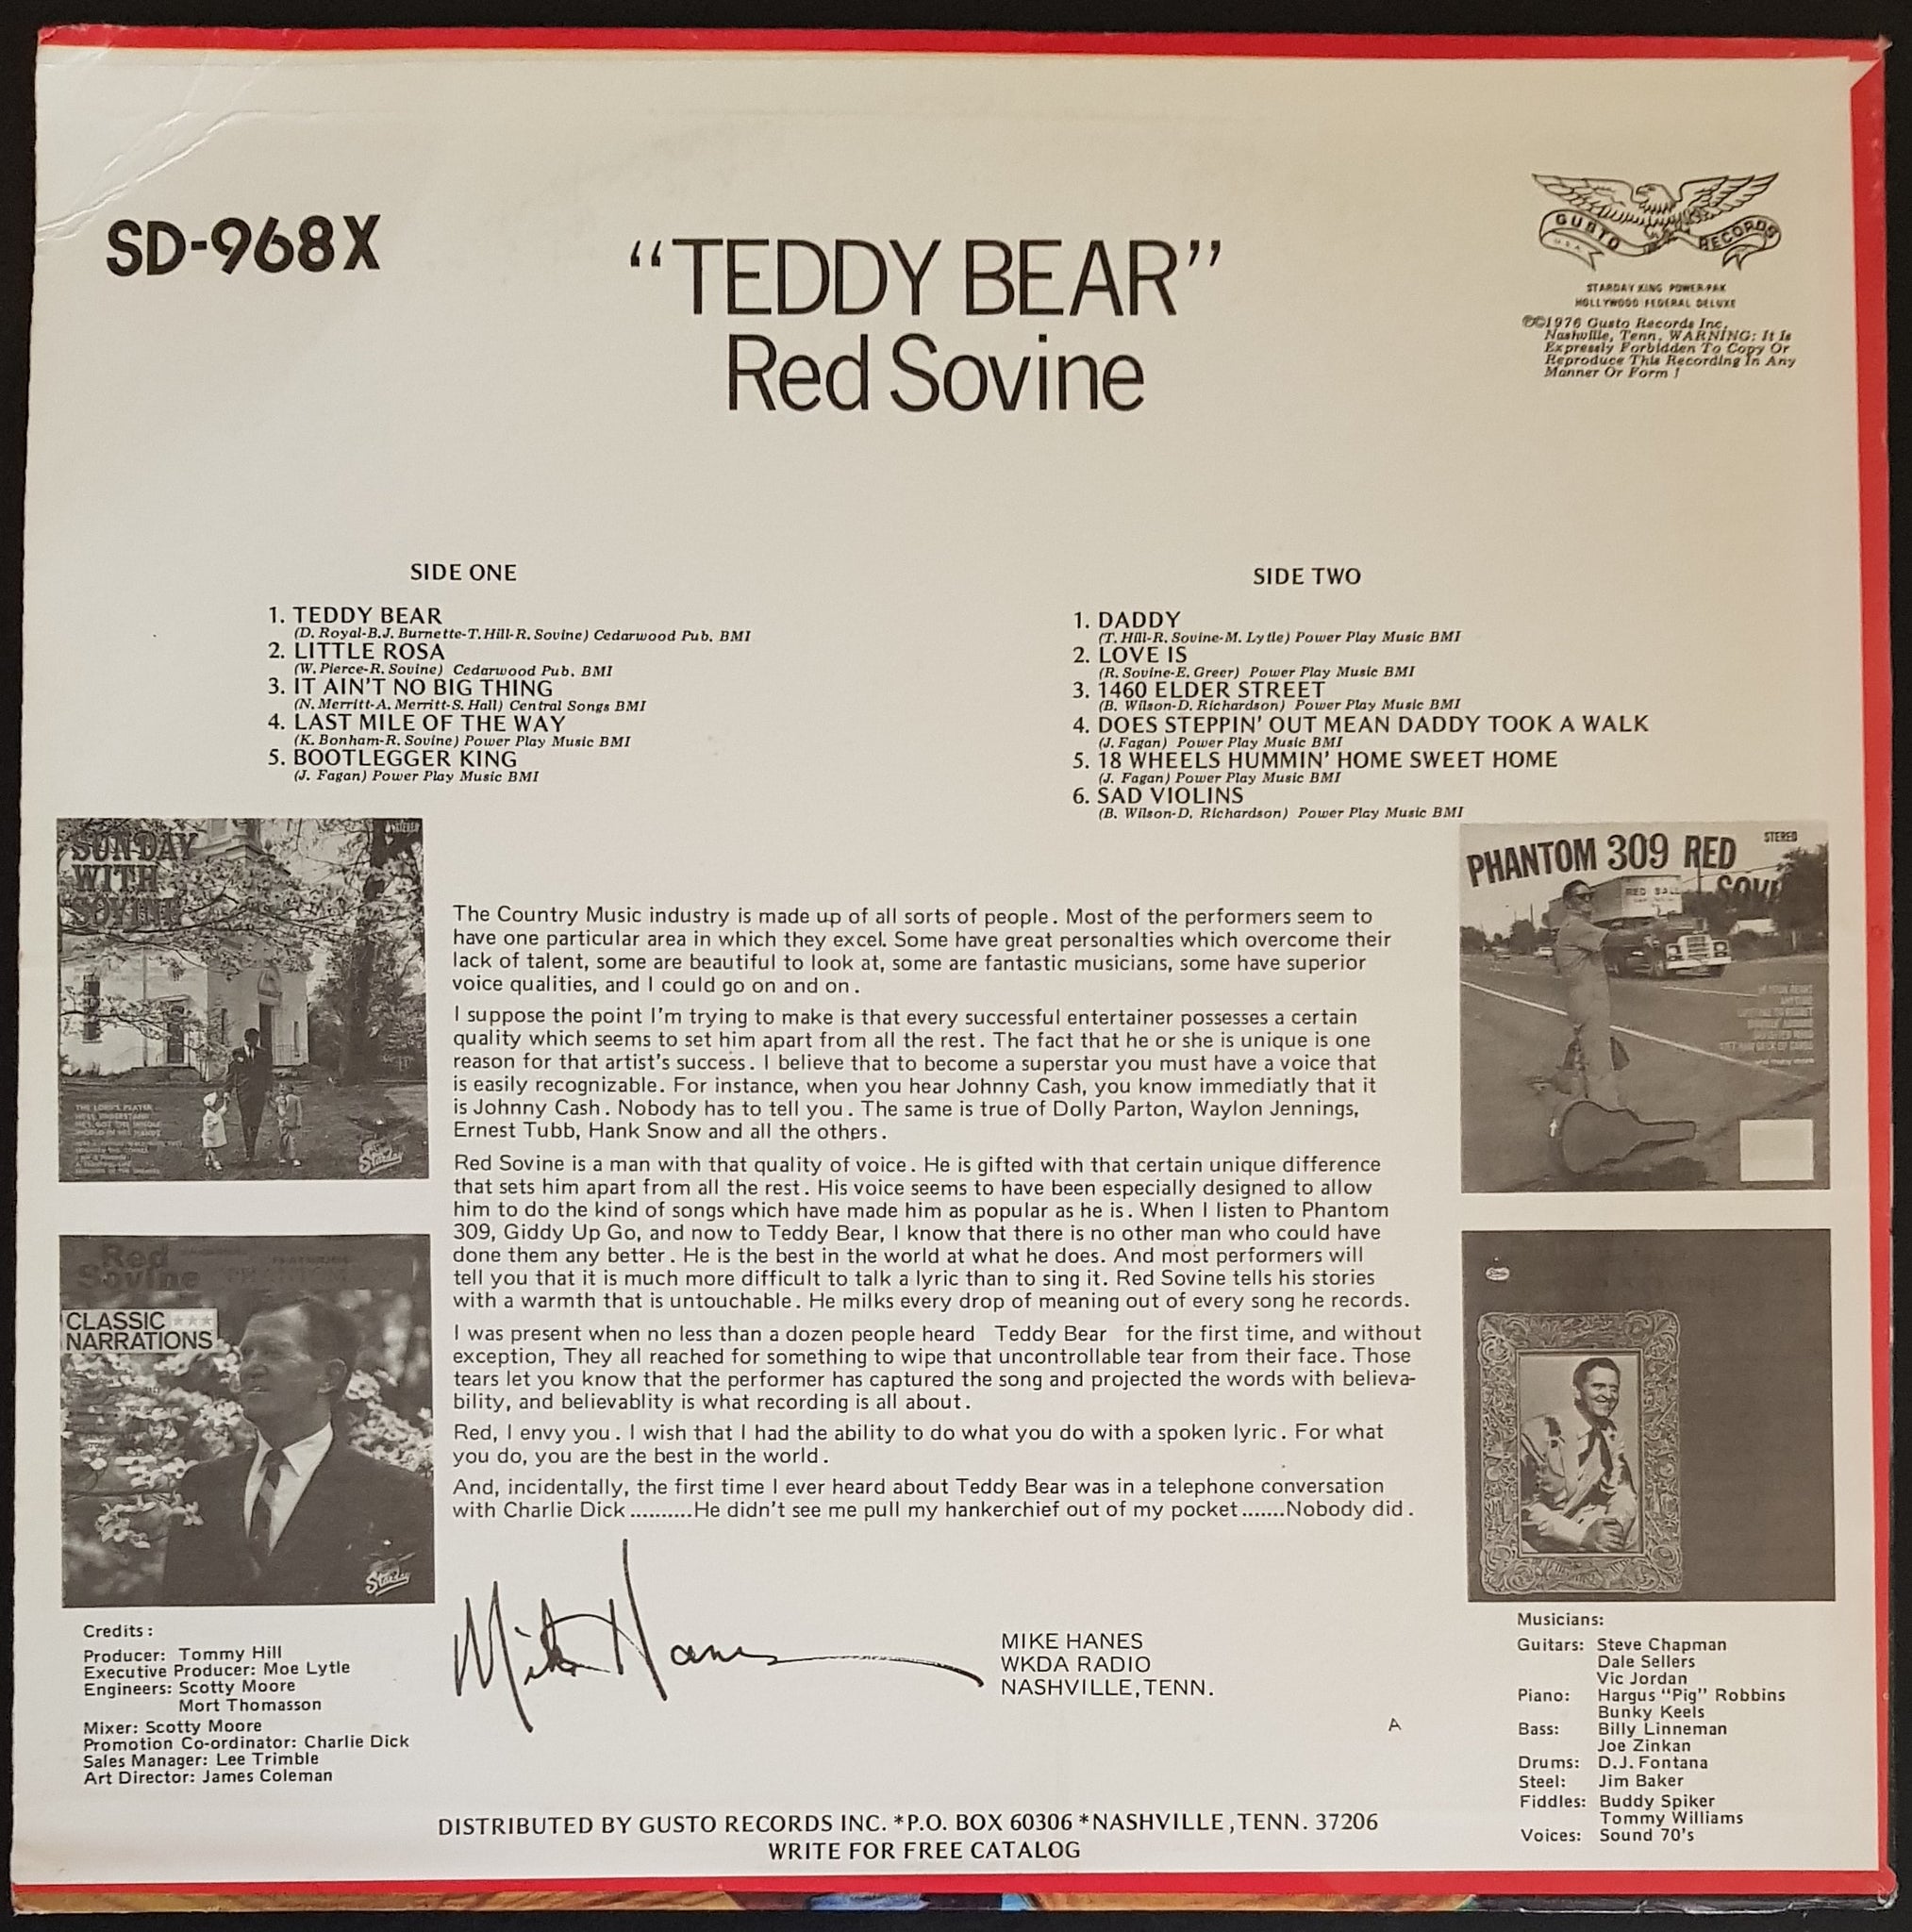 SD-968X
"TEDDY BEAR"
Red Sovine
GUSTO RECORDS
U.S.A.
STARDAY KING POWER-PAK
HOLLYWOOD FEDERAL DELUXE
℗©1976 Gusto Records Inc.
Nashville, Tenn. WARNING: It Is
Expressly Forbidden To Copy Or
Reproduce This Recording In Any
Manner Or Form !
SIDE ONE
1. TEDDY BEAR
(D. Royal-B.J. Burnette-T.Hill-R. Sovine) Cedarwood Pub. BMI
2. LITTLE ROSA
(W. Pierce-R. Sovine) Cedarwood Pub. BMI
3. IT AIN'T NO BIG THING
(N. Merritt-A. Merritt-S. Hall) Central Songs BMI
4. LAST MILE OF THE WAY
(K. Bonham-R. Sovine) Power Play Music BMI
5. BOOTLEGGER KING
(J. Fagan) Power Play Music BMI
SIDE TWO
1. DADDY
(T. Hill-R. Sovine-M. Lytle) Power Play Music BMI
2. LOVE IS
(R. Sovine-E. Greer) Power Play Music BMI
3. 1460 ELDER STREET
(B. Wilson-D. Richardson) Power Play Music BMI
4. DOES STEPPIN' OUT MEAN DADDY TOOK A WALK
(J. Fagan) Power Play Music BMI
5. 18 WHEELS HUMMIN' HOME SWEET HOME
(J. Fagan) Power Play Music BMI
6. SAD VIOLINS
(B. Wilson-D. Richardson) Power Play Music BMI
STEREO
SUNDAY
WITH
SOVINE
THE LORD'S PRAYER
Starday
PHANTOM 309 RED
STEREO
SOVI
RED BALL
The Country Music industry is made up of all sorts of people. Most of the performers seem to
have one particular area in which they excel. Some have great personalties which overcome their
lack of talent, some are beautiful to look at, some are fantastic musicians, some have superior
voice qualities, and I could go on and on.
I suppose the point I'm trying to make is that every successful entertainer possesses a certain
quality which seems to set him apart from all the rest. The fact that he or she is unique is one
reason for that artist's success. I believe that to become a superstar you must have a voice that
is easily recognizable. For instance, when you hear Johnny Cash, you know immediatly that it
is Johnny Cash. Nobody has to tell you. The same is true of Dolly Parton, Waylon Jennings,
Ernest Tubb, Hank Snow and all the others.
Red Sovine is a man with that quality of voice. He is gifted with that certain unique difference
that sets him apart from all the rest. His voice seems to have been especially designed to allow
him to do the kind of songs which have made him as popular as he is. When I listen to Phantom
309, Giddy Up Go, and now to Teddy Bear, I know that there is no other man who could have
done them any better. He is the best in the world at what he does. And most performers will
tell you that it is much more difficult to talk a lyric than to sing it. Red Sovine tells his stories
with a warmth that is untouchable. He milks every drop of meaning out of every song he records.
I was present when no less than a dozen people heard Teddy Bear for the first time, and without
exception, They all reached for something to wipe that uncontrollable tear from their face. Those
tears let you know that the performer has captured the song and projected the words with believa-
bility, and believablity is what recording is all about.
Red, I envy you. I wish that I had the ability to do what you do with a spoken lyric. For what
you do, you are the best in the world.
And, incidentally, the first time I ever heard about Teddy Bear was in a telephone conversation
with Charlie Dick..........He didn't see me pull my hankerchief out of my pocket.......Nobody did.
Red
Sovine
CLASSIC ★★★
NARRATIONS
Starday
Mike Hanes
MIKE HANES
WKDA RADIO
NASHVILLE, TENN.
A
Credits:
Producer: Tommy Hill
Executive Producer: Moe Lytle
Engineers: Scotty Moore
Mort Thomasson
Mixer: Scotty Moore
Promotion Co-ordinator: Charlie Dick
Sales Manager: Lee Trimble
Art Director: James Coleman
Musicians:
Guitars: Steve Chapman
Dale Sellers
Vic Jordan
Piano: Hargus "Pig" Robbins
Bunky Keels
Bass: Billy Linneman
Joe Zinkan
Drums: D.J. Fontana
Steel: Jim Baker
Fiddles: Buddy Spiker
Tommy Williams
Voices: Sound 70's
DISTRIBUTED BY GUSTO RECORDS INC. *P.O. BOX 60306 *NASHVILLE, TENN. 37206
WRITE FOR FREE CATALOG